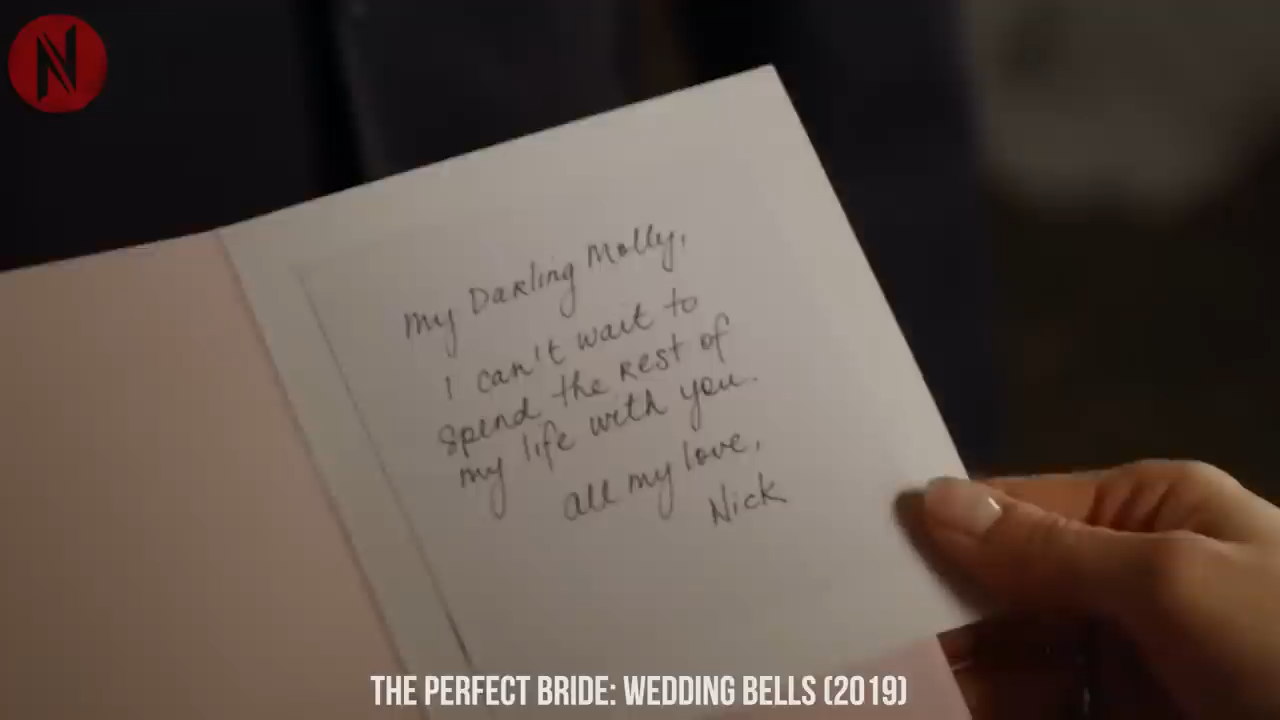 N
My Darling Molly,
I can't wait to
spend the rest of
my life with you.
all my love,
Nick
THE PERFECT BRIDE: WEDDING BELLS (2019)